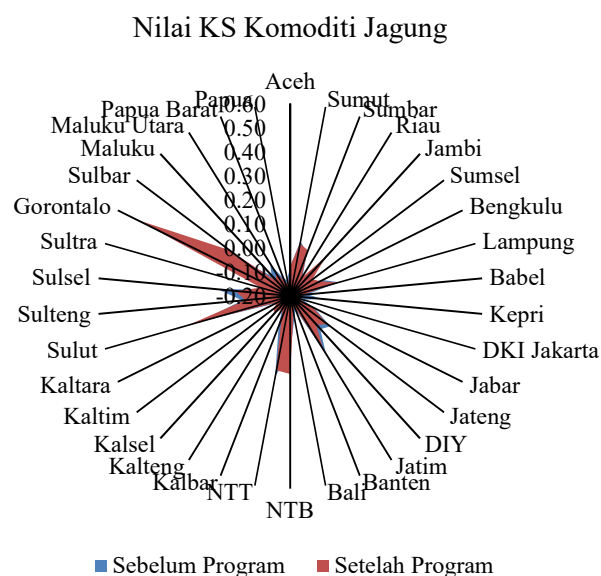 Nilai KS Komoditi Jagung
Aceh
Sumut
Sumbar
Riau
Jambi
Sumsel
Bengkulu
Lampung
Babel
Kepri
DKI Jakarta
Jabar
Jateng
DIY
Jatim
Banten
Bali
NTB
NTT
Kalbar
Kalteng
Kalsel
Kaltim
Kaltara
Sulut
Sulteng
Sulsel
Sultra
Gorontalo
Sulbar
Maluku
Maluku Utara
Papua Barat
Papua
0.60
0.50
0.40
0.30
0.20
0.10
0.00
-0.10
-0.20
Sebelum Program
Setelah Program